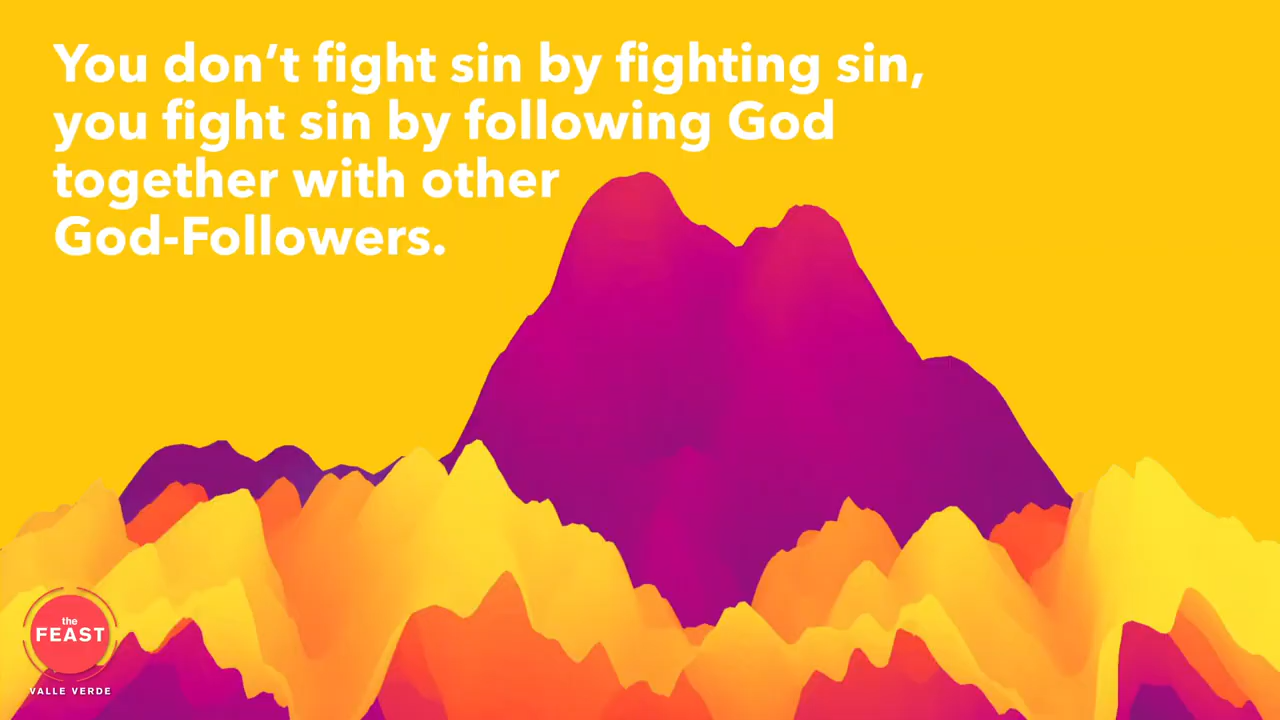 You don’t fight sin by fighting sin,
you fight sin by following God
together with other
God-Followers.
the
FEAST
VALLE VERDE